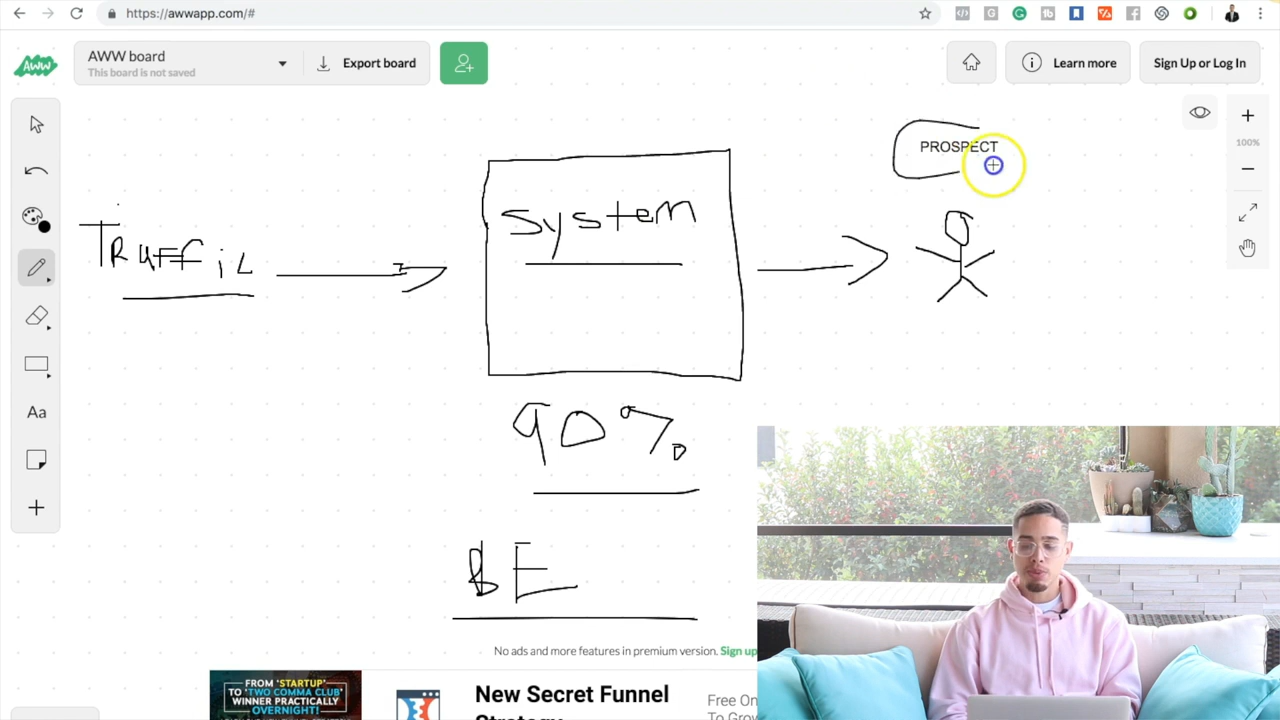 https://awwapp.com/#
AWW
AWW board
This board is not saved
Export board
Learn more
Sign Up or Log In
100%
PROSPECT
Traffic
System
90%
$ E
Aa
No ads and more features in premium version. Sign up
FROM 'STARTUP'
TO 'TWO COMMA CLUB'
WINNER PRACTICALLY
OVERNIGHT!
New Secret Funnel
Strategy
Free On
To Grow